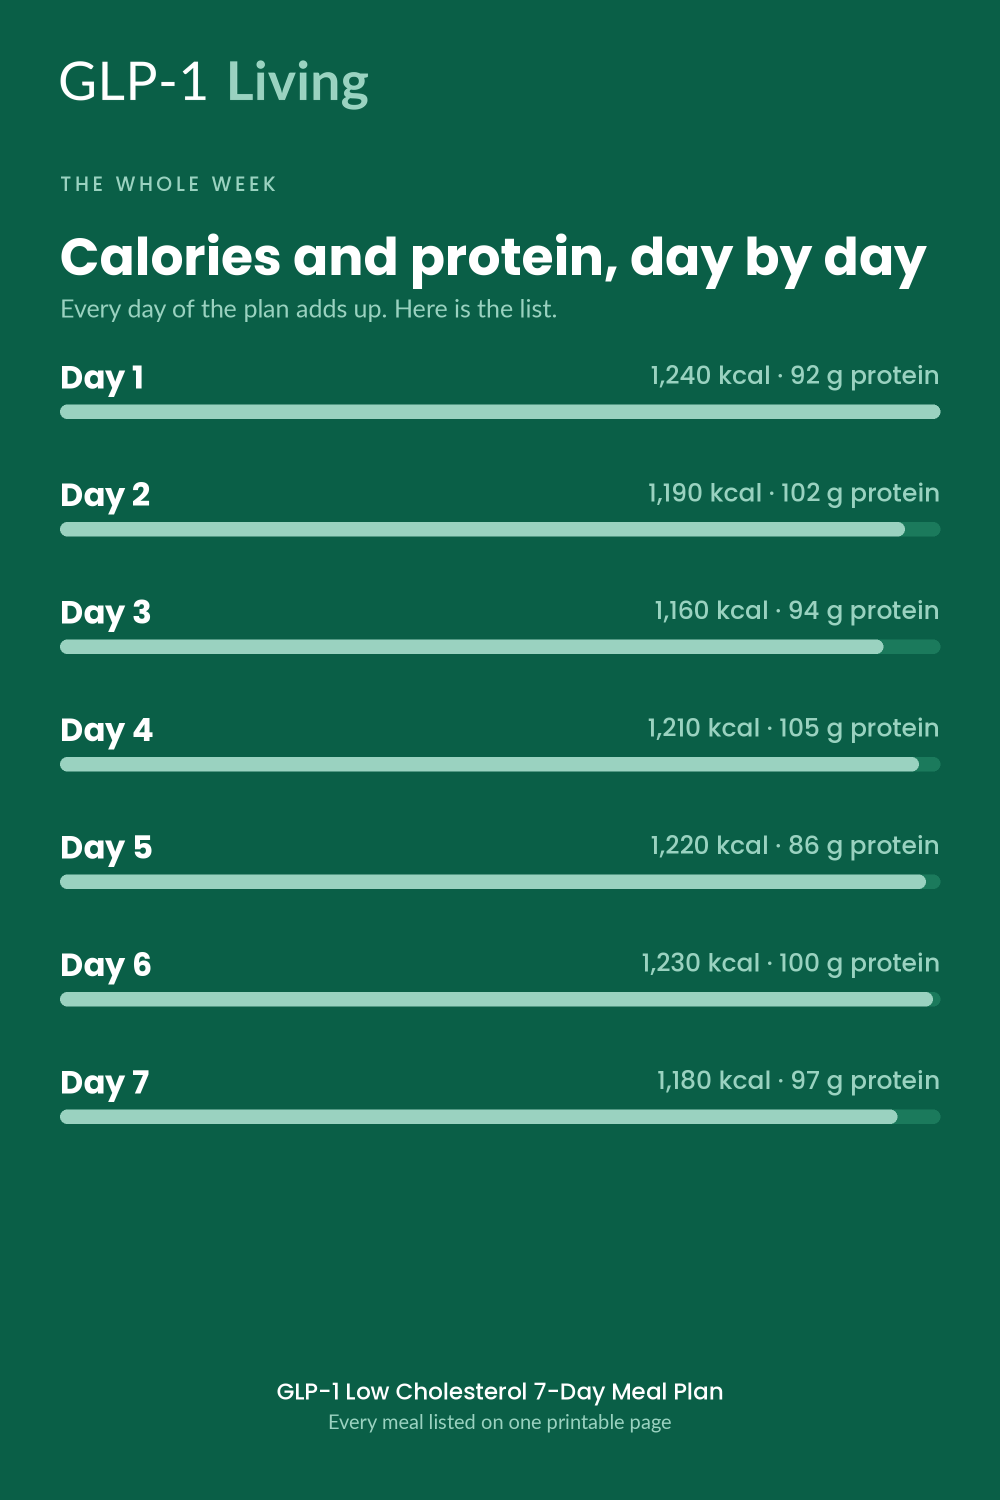 GLP-1 Living
THE WHOLE WEEK
Calories and protein, day by day
Every day of the plan adds up. Here is the list.
Day 1 1,240 kcal · 92 g protein
Day 2 1,190 kcal · 102 g protein
Day 3 1,160 kcal · 94 g protein
Day 4 1,210 kcal · 105 g protein
Day 5 1,220 kcal · 86 g protein
Day 6 1,230 kcal · 100 g protein
Day 7 1,180 kcal · 97 g protein
GLP-1 Low Cholesterol 7-Day Meal Plan
Every meal listed on one printable page